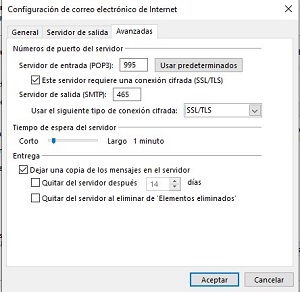 Configuración de correo electrónico de Internet
General Servidor de salida Avanzadas
Números de puerto del servidor
Servidor de entrada (POP3): 995 Usar predeterminados
Este servidor requiere una conexión cifrada (SSL/TLS)
Servidor de salida (SMTP): 465
Usar el siguiente tipo de conexión cifrada: SSL/TLS
Tiempo de espera del servidor
Corto Largo 1 minuto
Entrega
Dejar una copia de los mensajes en el servidor
Quitar del servidor después 14 días
Quitar del servidor al eliminar de 'Elementos eliminados'
Aceptar Cancelar